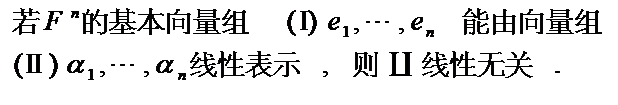 若Fⁿ的基本向量组 (Ⅰ) e₁,⋯,eₙ 能由向量组
(Ⅱ) α₁,⋯,αₙ线性表示 , 则 Ⅱ 线性无关 .